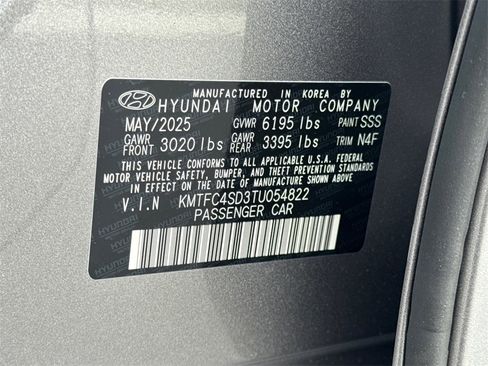 MANUFACTURED IN KOREA BY
HYUNDAI MOTOR COMPANY
MAY/2025 GVWR 6195 lbs PAINT SSS
GAWR FRONT 3020 lbs GAWR REAR 3395 lbs TRIM N4F
THIS VEHICLE CONFORMS TO ALL APPLICABLE U.S.A. FEDERAL
MOTOR VEHICLE SAFETY, BUMPER, AND THEFT PREVENTION STANDARDS
IN EFFECT ON THE DATE OF MANUFACTURE SHOWN ABOVE.
V.I.N KMTFC4SD3TU054822
PASSENGER CAR